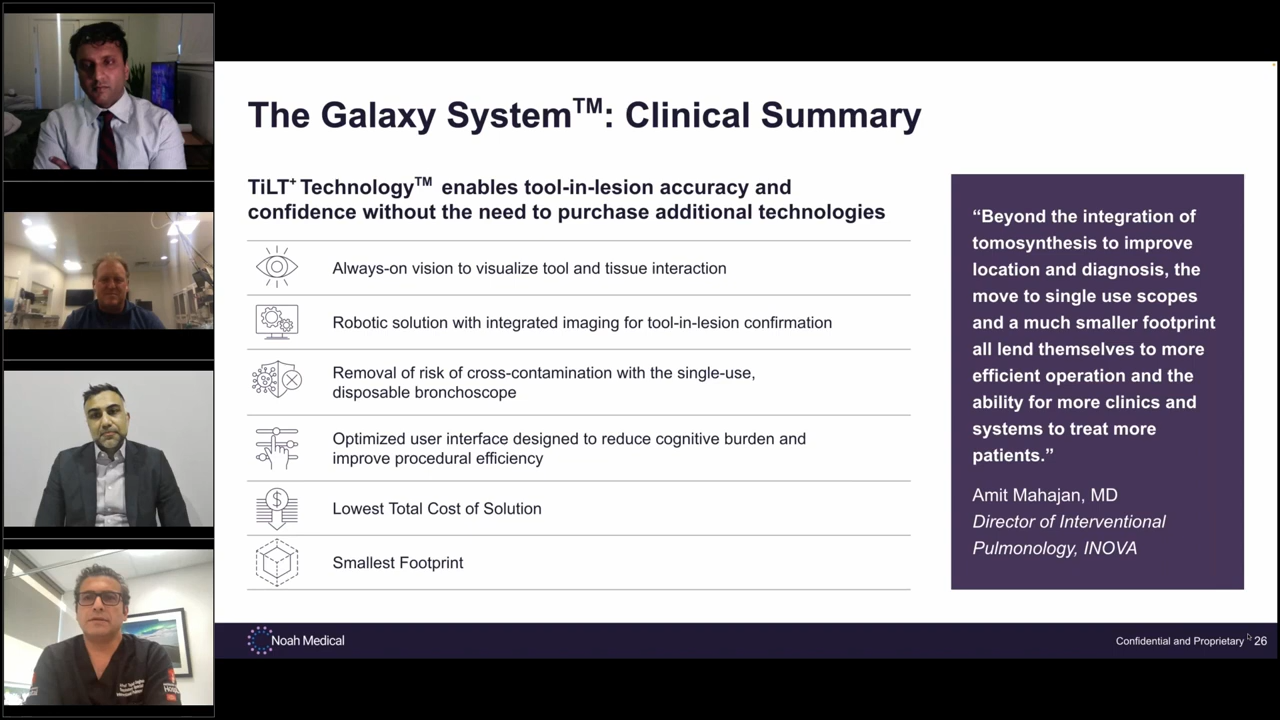 The Galaxy System™: Clinical Summary
TiLT⁺ Technology™ enables tool-in-lesion accuracy and
confidence without the need to purchase additional technologies
Always-on vision to visualize tool and tissue interaction
Robotic solution with integrated imaging for tool-in-lesion confirmation
Removal of risk of cross-contamination with the single-use,
disposable bronchoscope
Optimized user interface designed to reduce cognitive burden and
improve procedural efficiency
Lowest Total Cost of Solution
Smallest Footprint
“Beyond the integration of
tomosynthesis to improve
location and diagnosis, the
move to single use scopes
and a much smaller footprint
all lend themselves to more
efficient operation and the
ability for more clinics and
systems to treat more
patients.”
Amit Mahajan, MD
Director of Interventional
Pulmonology, INOVA
Noah Medical
Confidential and Proprietary 26